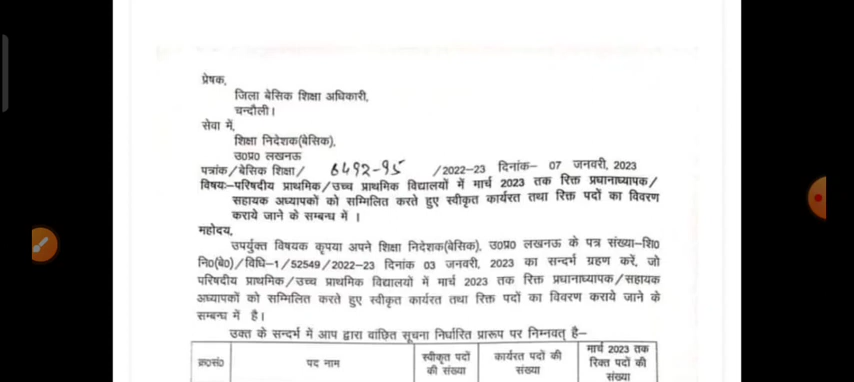 प्रेषक,
जिला बेसिक शिक्षा अधिकारी,
चन्दौली।
सेवा में,
शिक्षा निदेशक(बेसिक),
उ0प्र0 लखनऊ
पत्रांक/बेसिक शिक्षा/ 6492-95 /2022-23 दिनांक- 07 जनवरी, 2023
विषयः-परिषदीय प्राथमिक/उच्च प्राथमिक विद्यालयों में मार्च 2023 तक रिक्त प्रधानाध्यापक/
सहायक अध्यापकों को सम्मिलित करते हुए स्वीकृत कार्यरत तथा रिक्त पदों का विवरण
कराये जाने के सम्बन्ध में ।
महोदय,
उपर्युक्त विषयक कृपया अपने शिक्षा निदेशक(बेसिक), उ0प्र0 लखनऊ के पत्र संख्या-शि0
नि0(बे0)/विधि-1/52549/2022-23 दिनांक 03 जनवरी, 2023 का सन्दर्भ ग्रहण करें, जो
परिषदीय प्राथमिक/उच्च प्राथमिक विद्यालयों में मार्च 2023 तक रिक्त प्रधानाध्यापक/सहायक
अध्यापकों को सम्मिलित करते हुए स्वीकृत कार्यरत तथा रिक्त पदों का विवरण कराये जाने के
सम्बन्ध में है।
उक्त के सन्दर्भ में आप द्वारा वांछित सूचना निर्धारित प्रारूप पर निम्नवत् है-
क्र0सं0 पद नाम स्वीकृत पदों की संख्या कार्यरत पदों की संख्या मार्च 2023 तक रिक्त पदों की संख्या